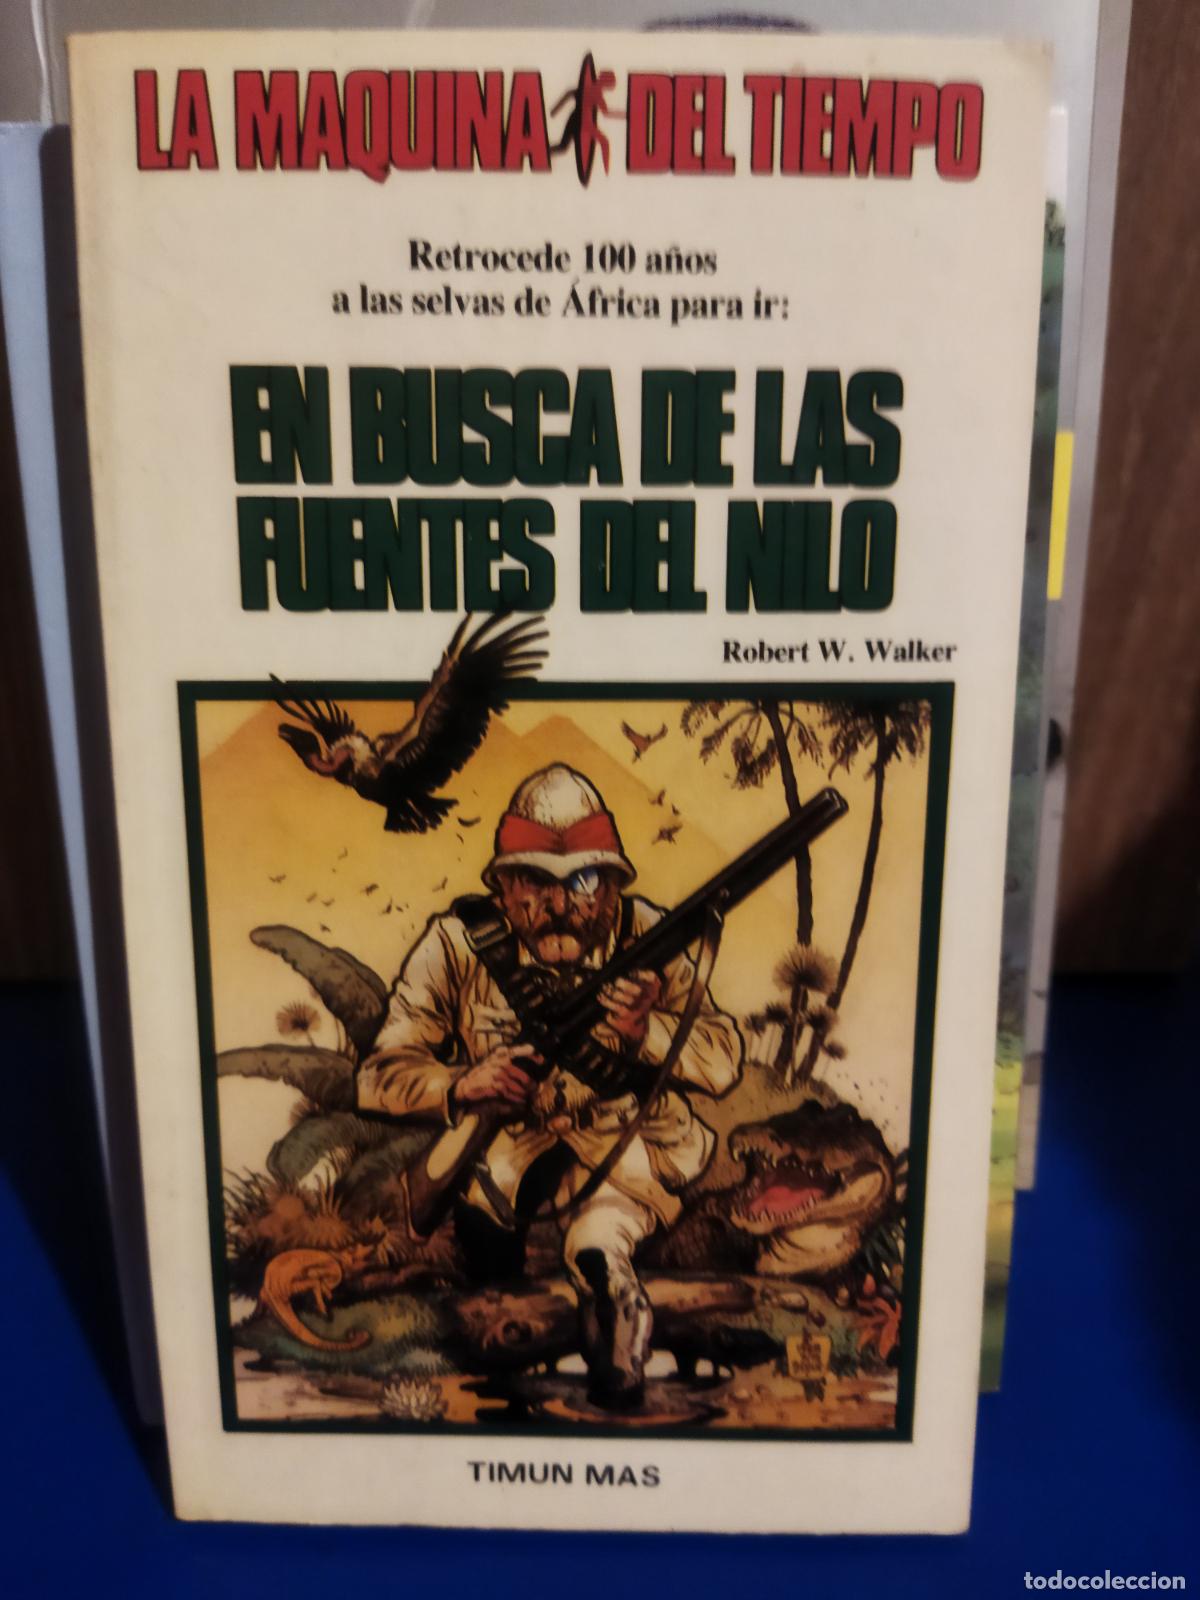 LA MAQUINA DEL TIEMPO
Retrocede 100 años
a las selvas de África para ir:
EN BUSCA DE LAS
FUENTES DEL NILO
Robert W. Walker
TIMUN MAS
todocoleccion